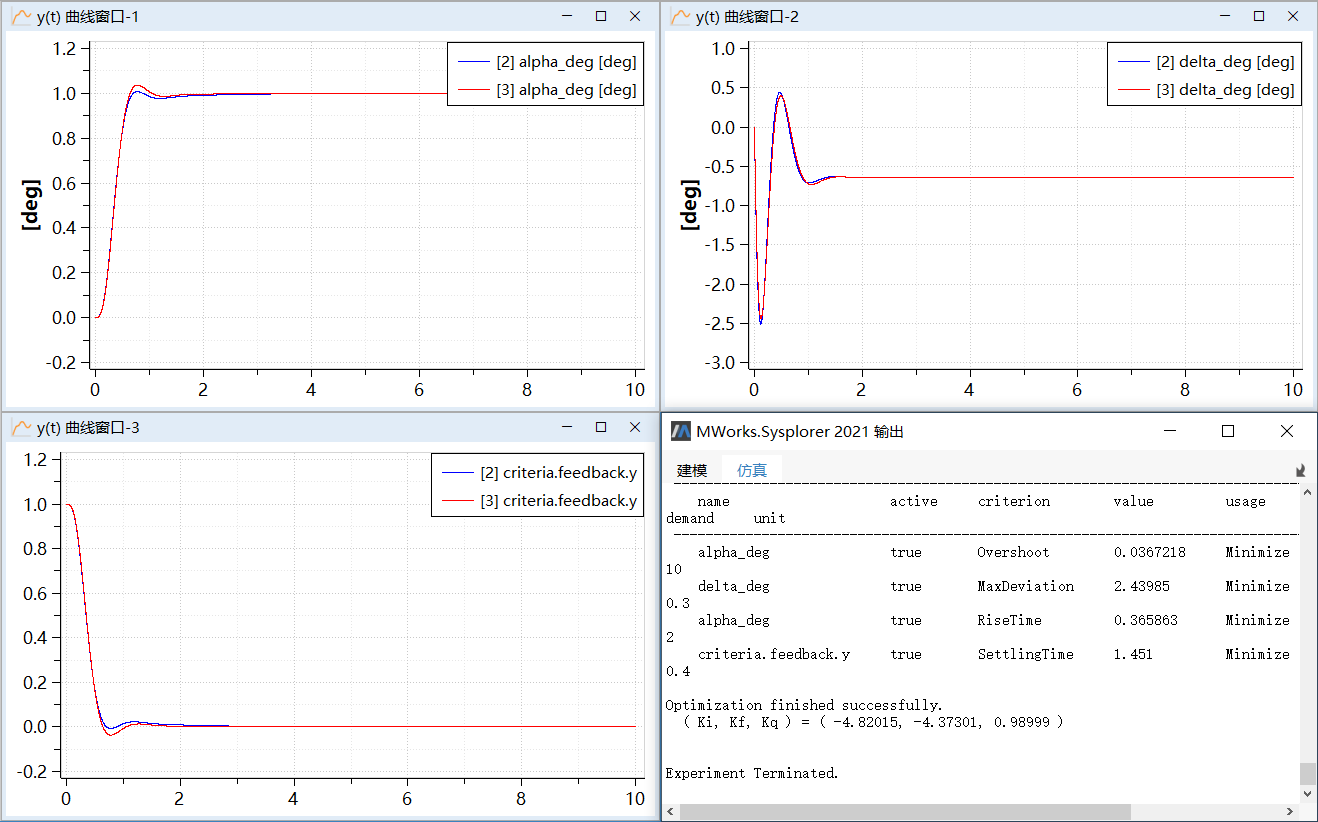 y(t) 曲线窗口-1
[2] alpha_deg [deg]
[3] alpha_deg [deg]
1.2
1.0
0.8
0.6
0.4
0.2
0.0
-0.2
[deg]
0 2 4 6 8 10
y(t) 曲线窗口-2
[2] delta_deg [deg]
[3] delta_deg [deg]
1.0
0.5
0.0
-0.5
-1.0
-1.5
-2.0
-2.5
-3.0
[deg]
0 2 4 6 8 10
y(t) 曲线窗口-3
[2] criteria.feedback.y
[3] criteria.feedback.y
1.2
1.0
0.8
0.6
0.4
0.2
0.0
-0.2
0 2 4 6 8 10
MWorks.Sysplorer 2021 输出
建模 仿真
name active criterion value usage
demand unit
alpha_deg true Overshoot 0.0367218 Minimize
10
delta_deg true MaxDeviation 2.43985 Minimize
0.3
alpha_deg true RiseTime 0.365863 Minimize
2
criteria.feedback.y true SettlingTime 1.451 Minimize
0.4
Optimization finished successfully.
( Ki, Kf, Kq ) = ( -4.82015, -4.37301, 0.98999 )
Experiment Terminated.